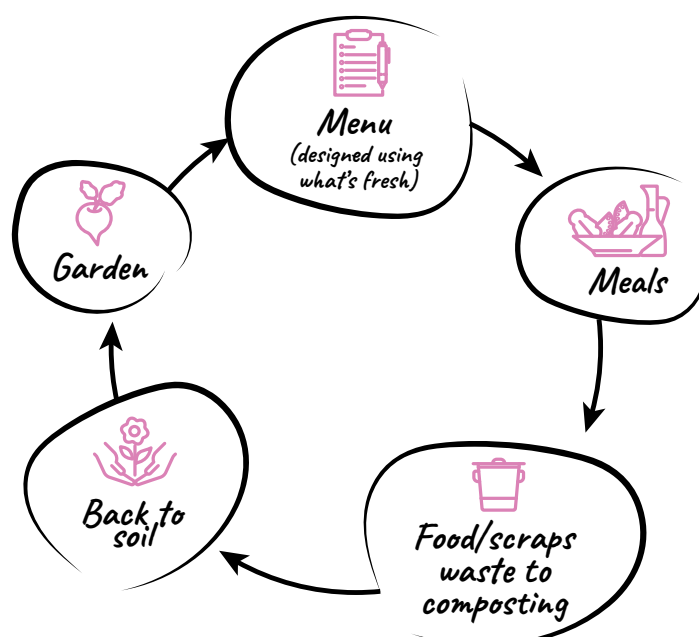 Menu
(designed using
what's fresh)
Meals
Food/scraps
waste to
composting
Back to
soil
Garden